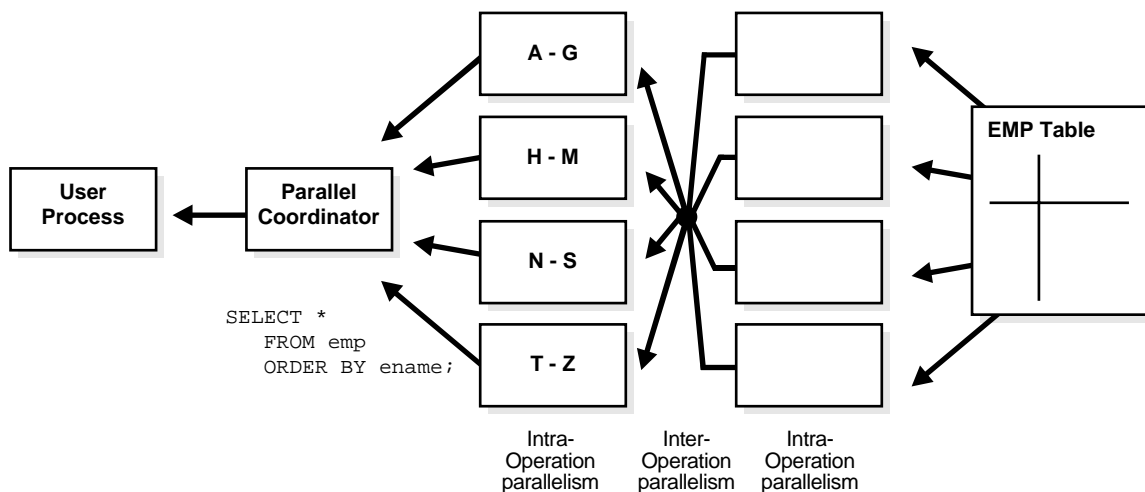 A - G
EMP Table
H - M
User
Process
Parallel
Coordinator
N - S
SELECT *
FROM emp
ORDER BY ename;
T - Z
Intra-
Operation
parallelism
Inter-
Operation
parallelism
Intra-
Operation
parallelism